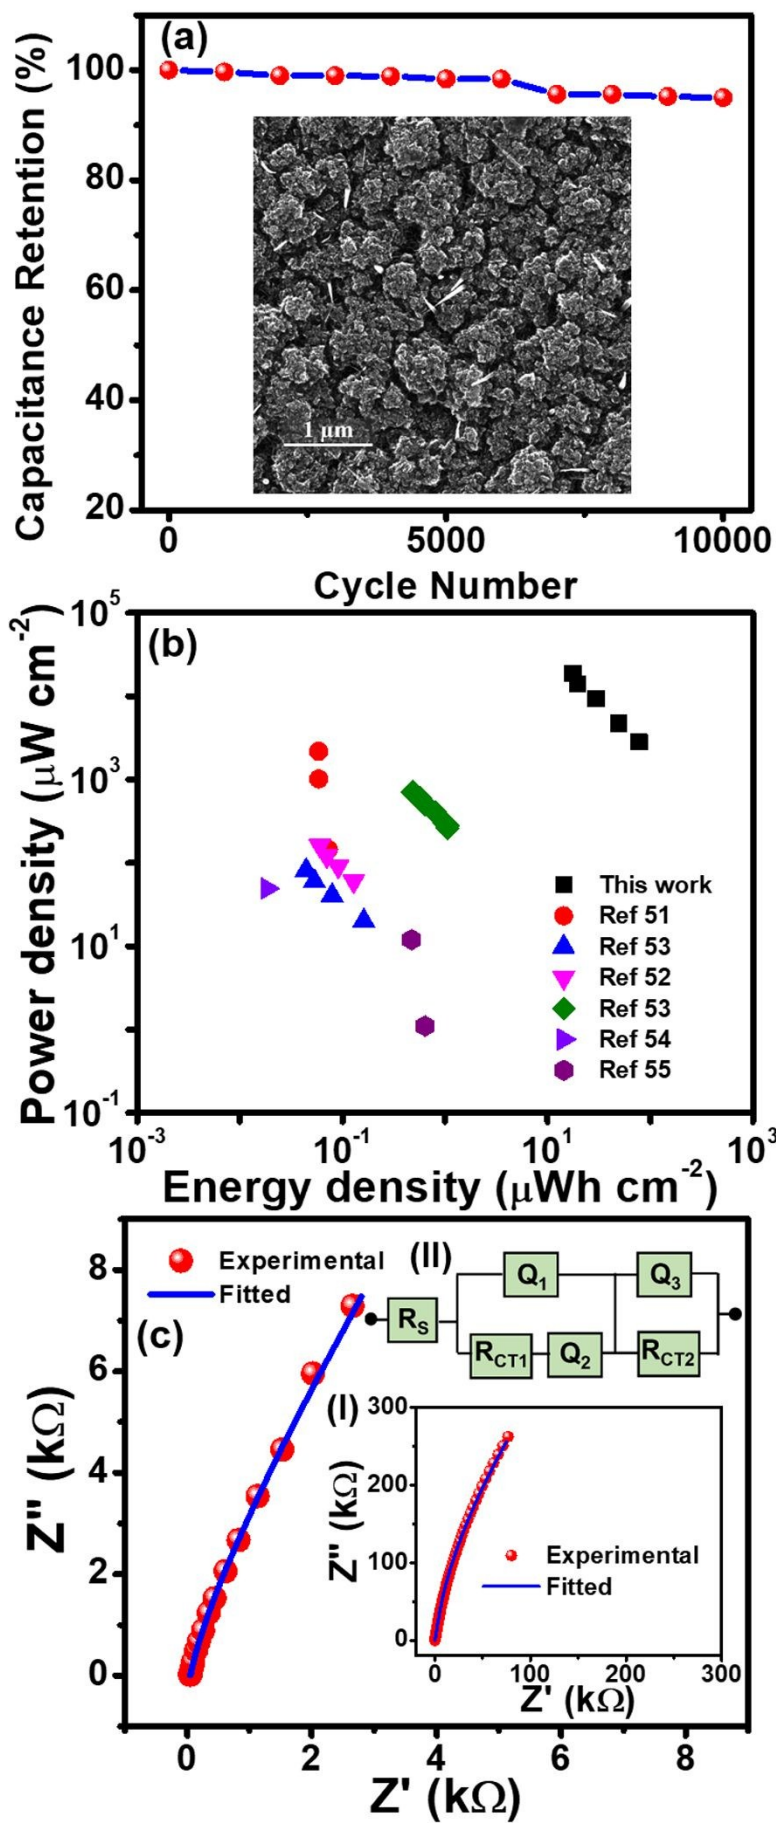 (a)
Capacitance Retention (%)
100
80
60
40
20
1 µm
0
5000
10000
Cycle Number
(b)
Power density (µW cm-2)
10^5
10^3
10^1
10^-1
This work
Ref 51
Ref 53
Ref 52
Ref 53
Ref 54
Ref 55
10^-3
10^-1
10^1
10^3
Energy density (µWh cm-2)
(c)
Experimental
Fitted
Z'' (kΩ)
8
6
4
2
0
(II)
RS
Q1
Q3
RCT1
Q2
RCT2
(I)
Z'' (kΩ)
300
200
100
0
Experimental
Fitted
0
100
200
300
Z' (kΩ)
0
2
4
6
8
Z' (kΩ)